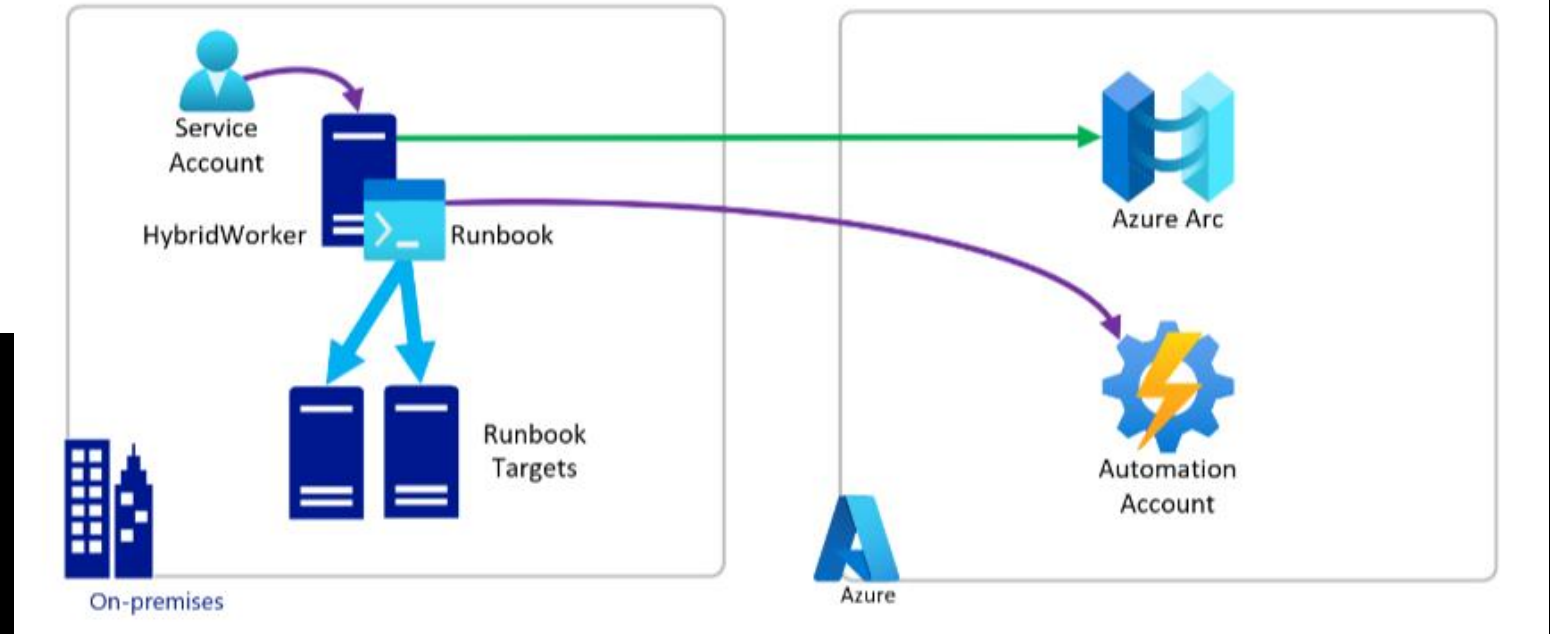 Service
Account
HybridWorker
Runbook
Runbook
Targets
On-premises
Azure Arc
Automation
Account
Azure